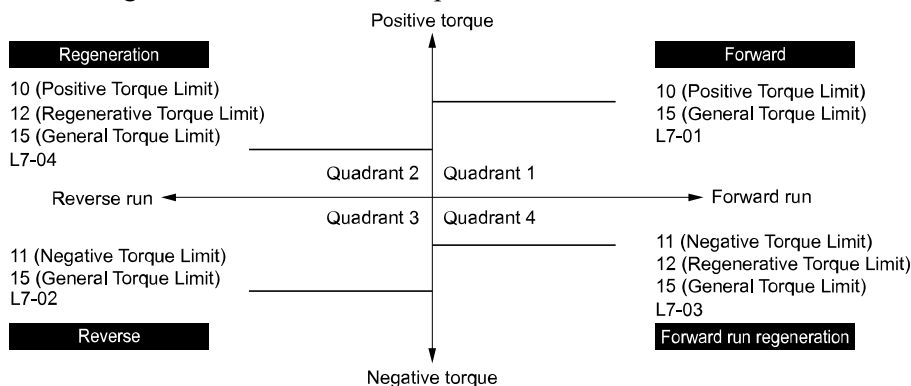 Positive torque
Regeneration
10 (Positive Torque Limit)
12 (Regenerative Torque Limit)
15 (General Torque Limit)
L7-04
Forward
10 (Positive Torque Limit)
15 (General Torque Limit)
L7-01
Quadrant 2
Quadrant 1
Reverse run
Forward run
Quadrant 3
Quadrant 4
11 (Negative Torque Limit)
15 (General Torque Limit)
L7-02
Reverse
11 (Negative Torque Limit)
12 (Regenerative Torque Limit)
15 (General Torque Limit)
L7-03
Forward run regeneration
Negative torque